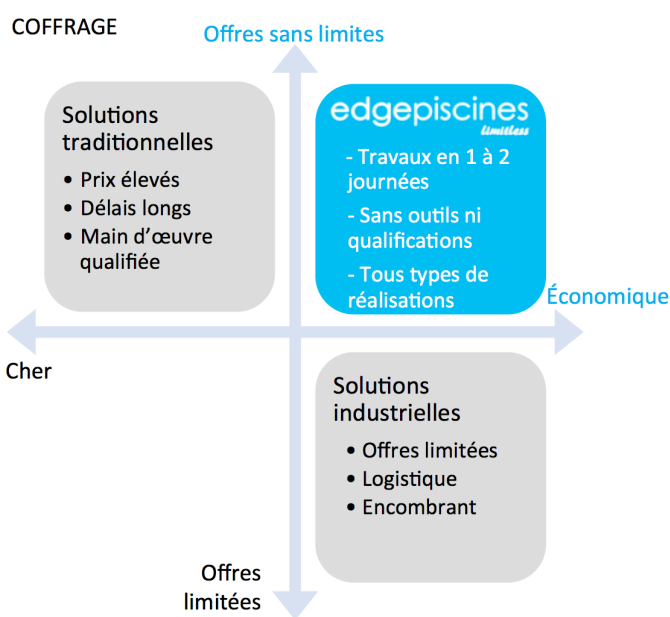 COFFRAGE
Offres sans limites
Solutions
traditionnelles
• Prix élevés
• Délais longs
• Main d’œuvre
qualifiée
edgepiscines
limitless
- Travaux en 1 à 2
journées
- Sans outils ni
qualifications
- Tous types de
réalisations
Économique
Cher
Solutions
industrielles
• Offres limitées
• Logistique
• Encombrant
Offres
limitées